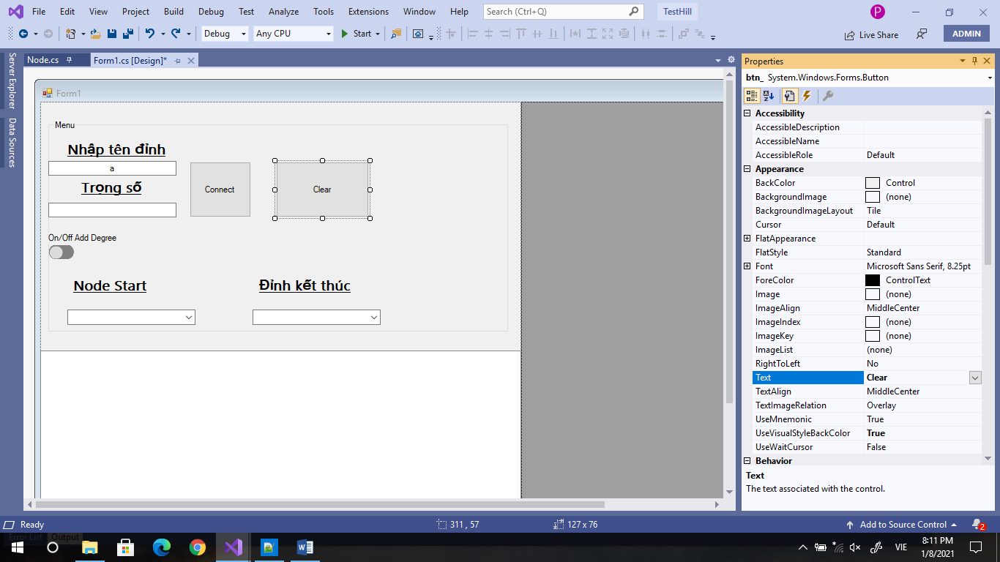 File Edit View Project Build Debug Test Analyze Tools Extensions Window Help Search (Ctrl+Q) TestHill P
Debug Any CPU Start Live Share ADMIN
Server Explorer
Data Sources
Node.cs Form1.cs [Design]*
Form1
Menu
Nhập tên đỉnh
a
Trọng số
Connect
Clear
On/Off Add Degree
Node Start
Đỉnh kết thúc
Properties
btn_ System.Windows.Forms.Button
Accessibility
AccessibleDescription
AccessibleName
AccessibleRole Default
Appearance
BackColor Control
BackgroundImage (none)
BackgroundImageLayout Tile
Cursor Default
FlatAppearance
FlatStyle Standard
Font Microsoft Sans Serif, 8.25pt
ForeColor ControlText
Image (none)
ImageAlign MiddleCenter
ImageIndex (none)
ImageKey (none)
ImageList (none)
RightToLeft No
Text Clear
TextAlign MiddleCenter
TextImageRelation Overlay
UseMnemonic True
UseVisualStyleBackColor True
UseWaitCursor False
Behavior
Text
The text associated with the control.
Ready 311 , 57 127 x 76 Add to Source Control 2
Error List Output
VIE 8:11 PM
1/8/2021